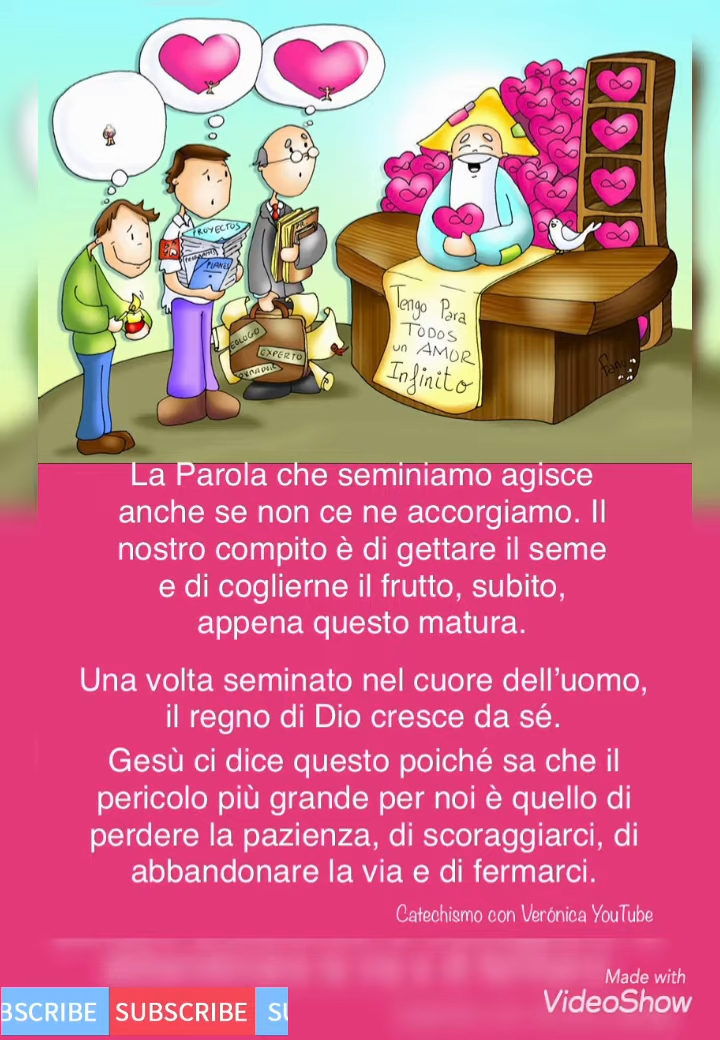 PROYECTOS
PLANES
EXPERTO
Tengo Para
TODOS
un AMOR
Infinito
Fano
La Parola che seminiamo agisce
anche se non ce ne accorgiamo. Il
nostro compito è di gettare il seme
e di coglierne il frutto, subito,
appena questo matura.
Una volta seminato nel cuore dell’uomo,
il regno di Dio cresce da sé.
Gesù ci dice questo poiché sa che il
pericolo più grande per noi è quello di
perdere la pazienza, di scoraggiarci, di
abbandonare la via e di fermarci.
Catechismo con Verónica YouTube
Made with
VideoShow
BSCRIBE SUBSCRIBE SU